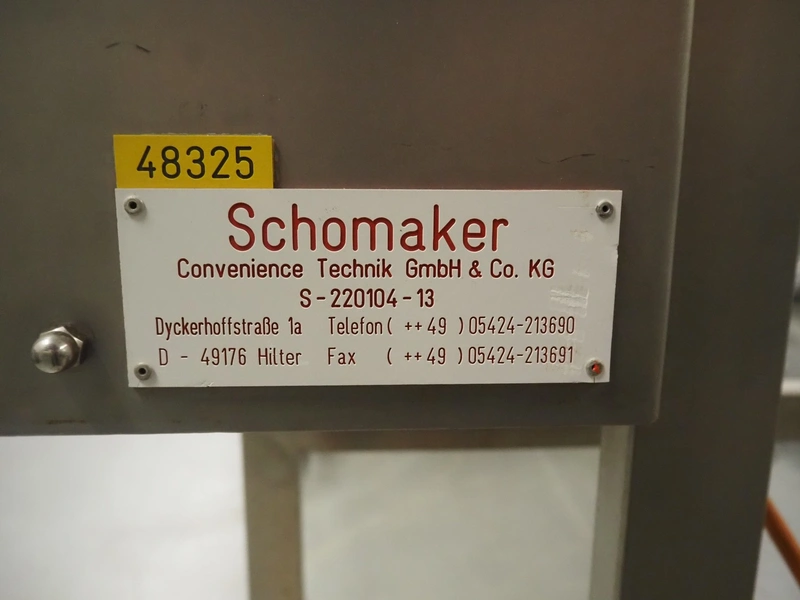 48325
Schomaker
Convenience Technik GmbH & Co. KG
S - 220104 - 13
Dyckerhoffstraße 1a Telefon ( ++ 49 ) 05424-213690
D - 49176 Hilter Fax ( ++ 49 ) 05424-213691